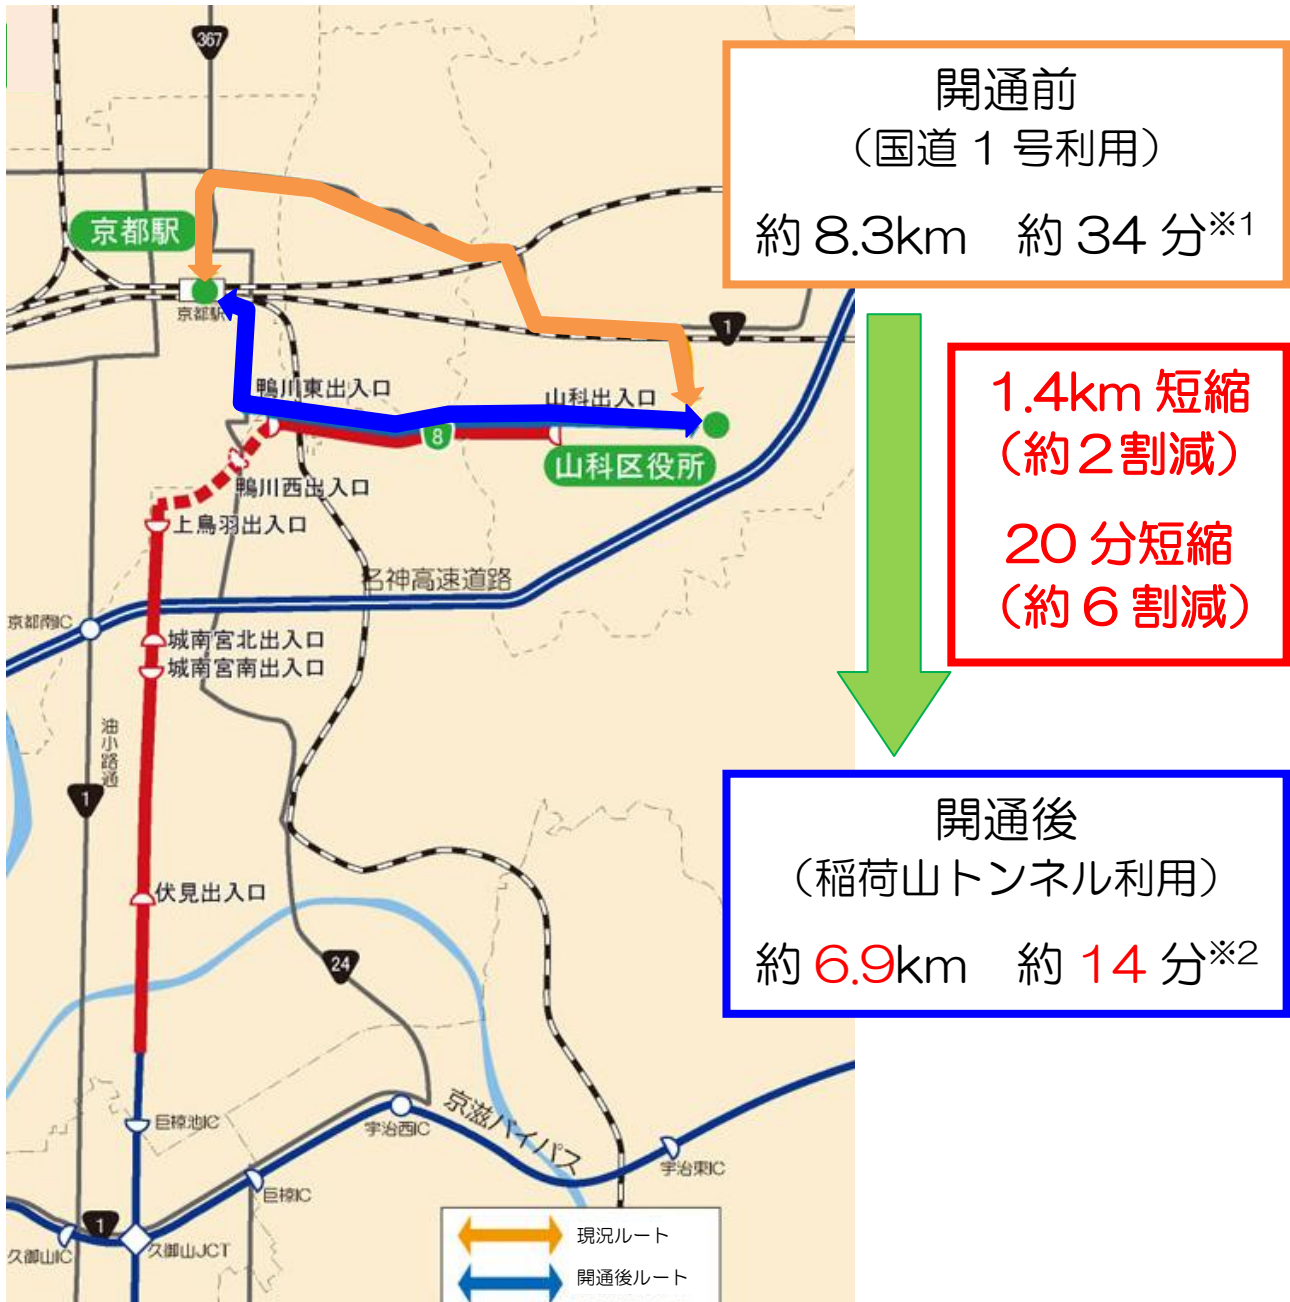 367
開通前
（国道1号利用）
約8.3km 約34分※1
京都駅
京都駅
1
1.4km 短縮
（約2割減）
20分短縮
（約6割減）
鴨川東出入口
山科出入口
8
山科区役所
鴨川西出入口
上鳥羽出入口
名神高速道路
京都南IC
城南宮北出入口
城南宮南出入口
油小路通
1
開通後
（稲荷山トンネル利用）
約6.9km 約14分※2
伏見出入口
24
巨椋池IC
宇治西IC
京滋バイパス
宇治東IC
巨椋IC
1
久御山IC
久御山JCT
現況ルート
開通後ルート